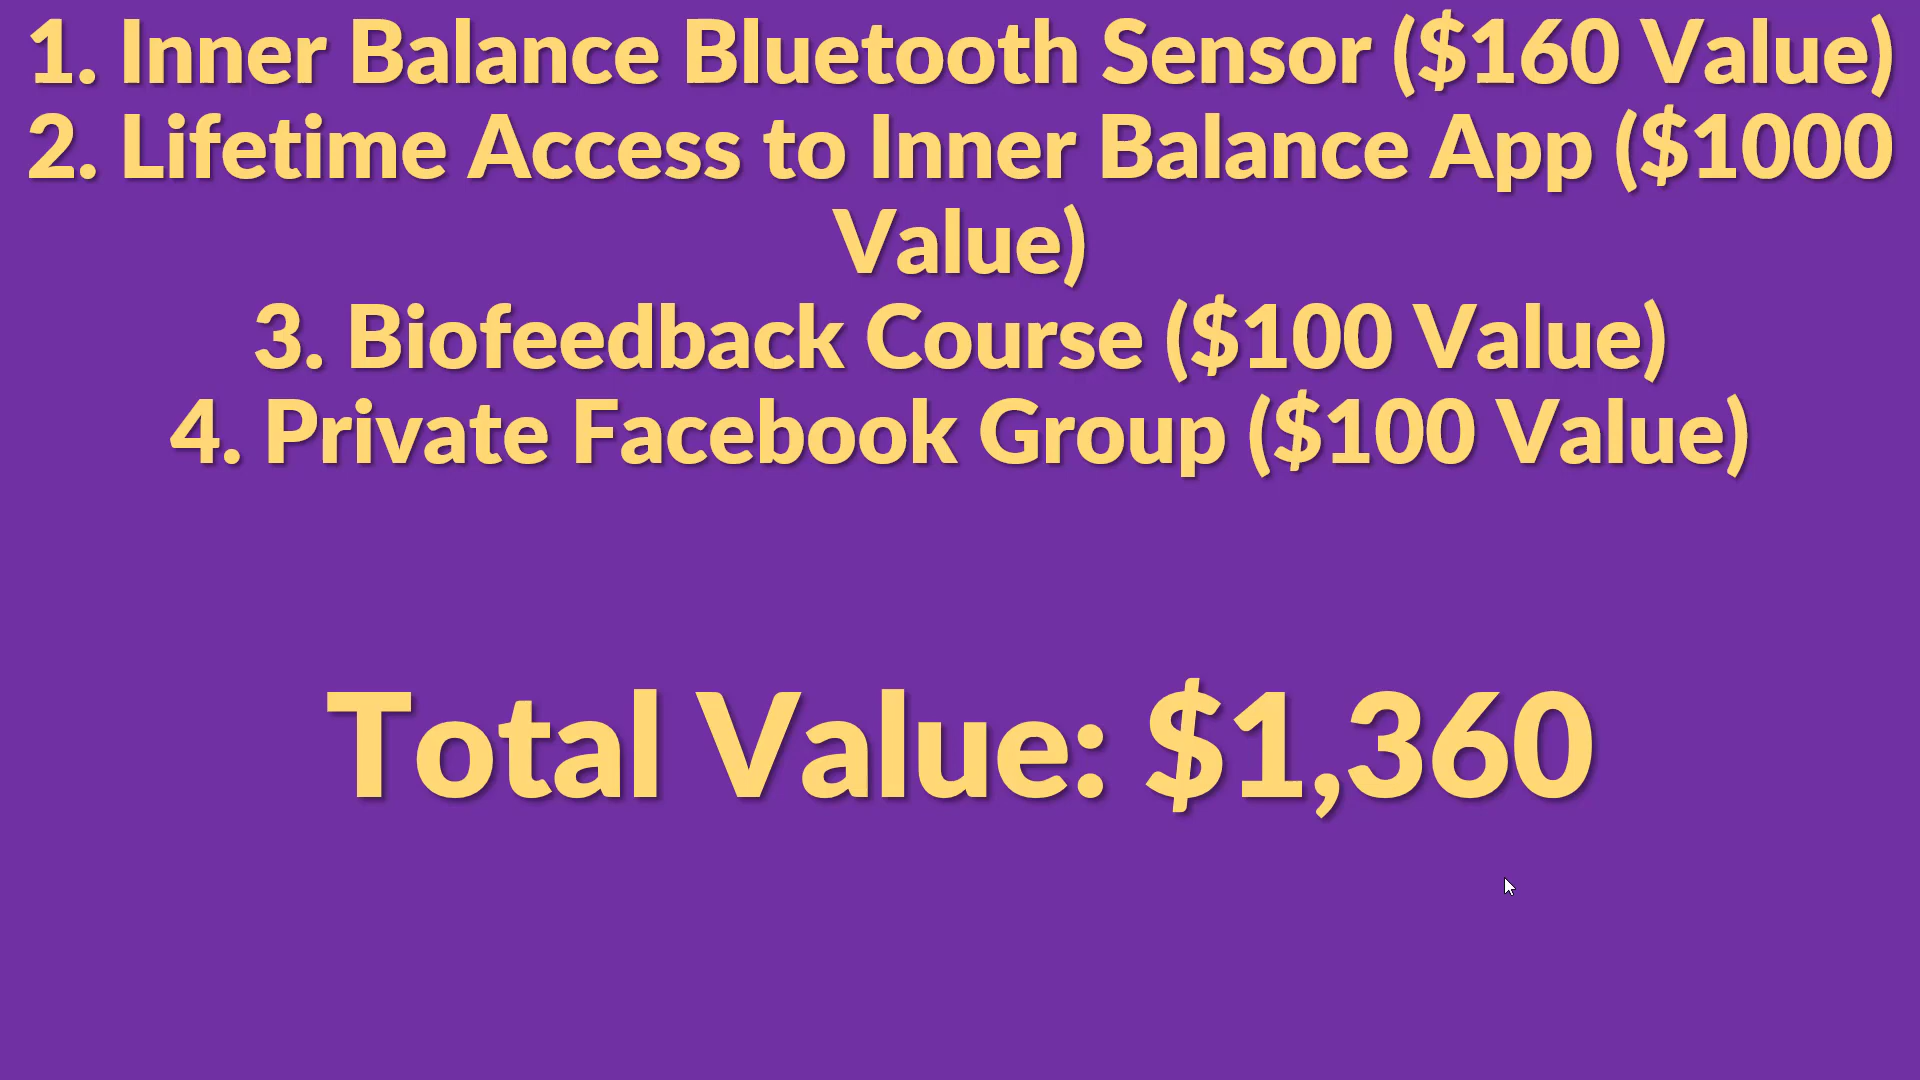 1. Inner Balance Bluetooth Sensor ($160 Value)
2. Lifetime Access to Inner Balance App ($1000
Value)
3. Biofeedback Course ($100 Value)
4. Private Facebook Group ($100 Value)
Total Value: $1,360